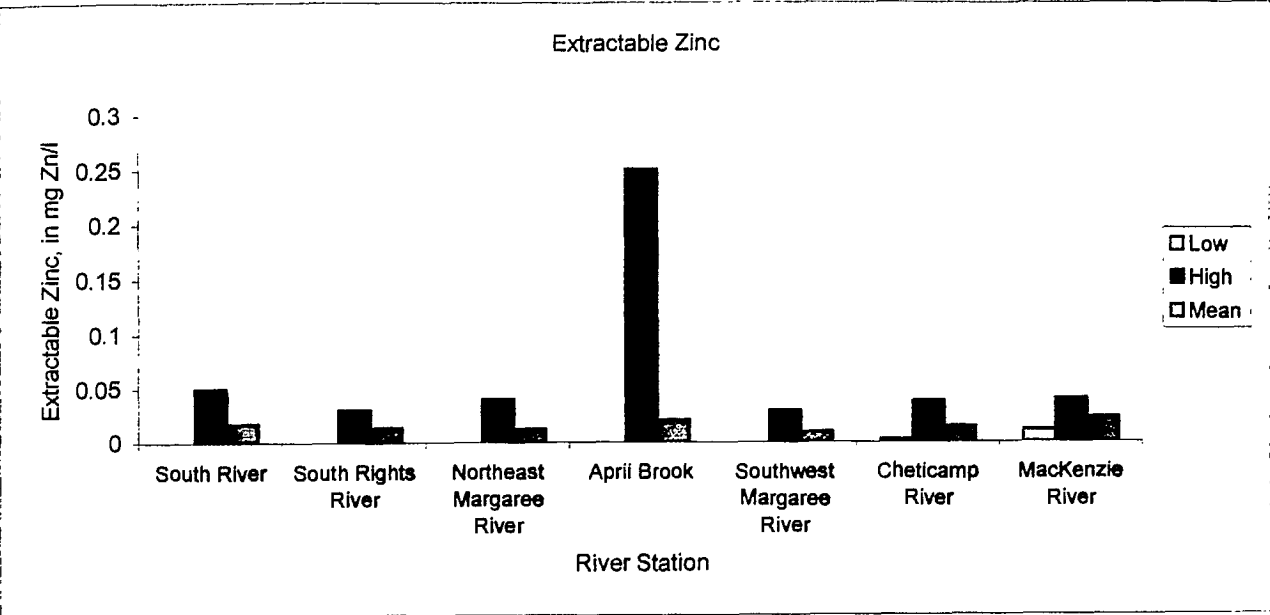 Extractable Zinc
Extractable Zinc, in mg Zn/l
0.3
0.25
0.2
0.15
0.1
0.05
0
South River
South Rights
River
Northeast
Margaree
River
April Brook
Southwest
Margaree
River
Cheticamp
River
MacKenzie
River
River Station
Low
High
Mean